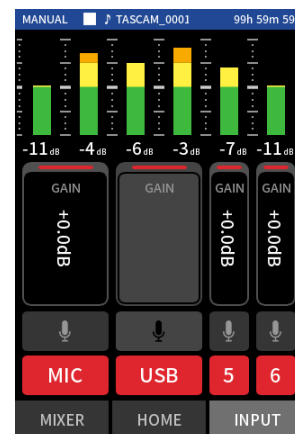 MANUAL TASCAM_0001 99h 59m 59
-11dB -4dB -6dB -3dB -7dB -11dB
GAIN GAIN GAIN GAIN
+0.0dB +0.0dB +0.0dB
MIC USB 5 6
MIXER HOME INPUT